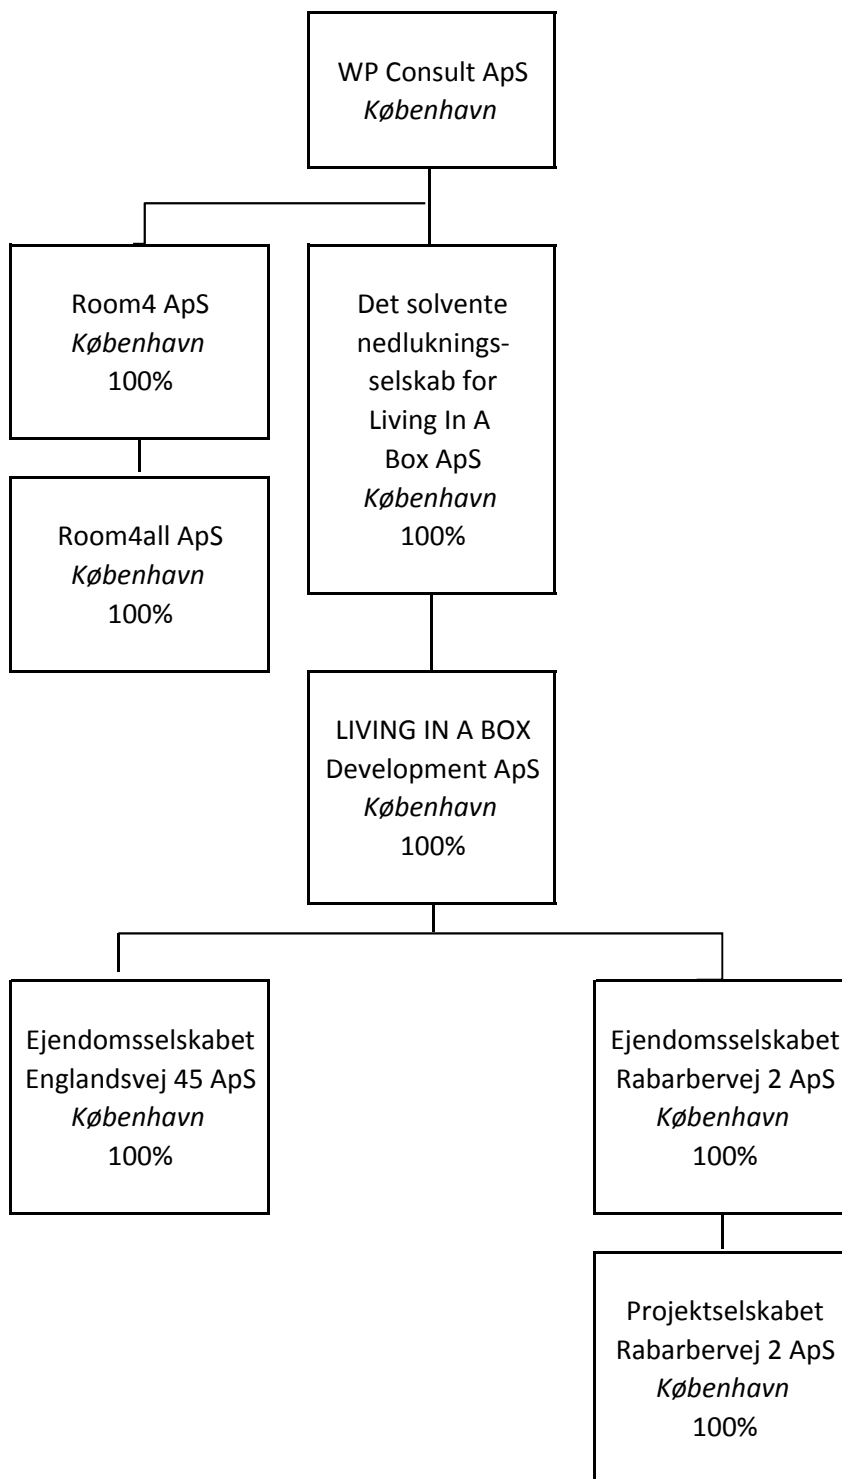 WP Consult ApS
København
Room4 ApS
København
100%
Det solvente
nedluknings-
selskab for
Living In A
Box ApS
København
100%
Room4all ApS
København
100%
LIVING IN A BOX
Development ApS
København
100%
Ejendomsselskabet
Englandsvej 45 ApS
København
100%
Ejendomsselskabet
Rabarbervej 2 ApS
København
100%
Projektselskabet
Rabarbervej 2 ApS
København
100%